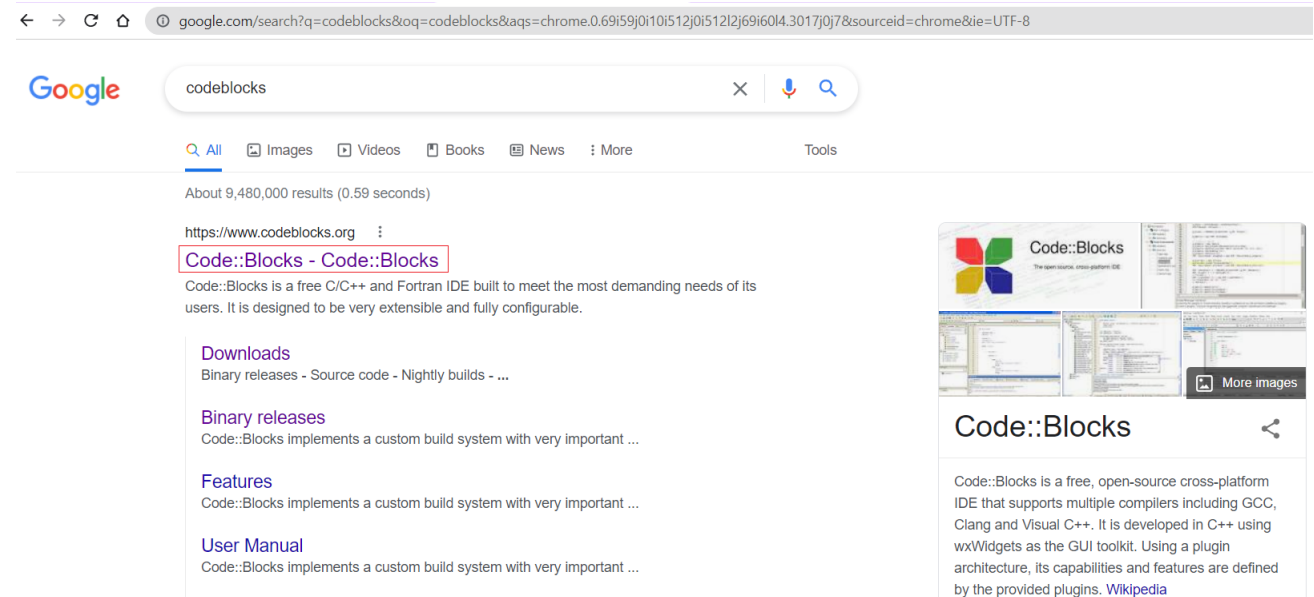 google.com/search?q=codeblocks&oq=codeblocks&aqs=chrome.0.69i59j0i10i512j0i512l2j69i60l4.3017j0j7&sourceid=chrome&ie=UTF-8
Google
codeblocks
All Images Videos Books News More Tools
About 9,480,000 results (0.59 seconds)
https://www.codeblocks.org
Code::Blocks - Code::Blocks
Code::Blocks is a free C/C++ and Fortran IDE built to meet the most demanding needs of its
users. It is designed to be very extensible and fully configurable.
Downloads
Binary releases - Source code - Nightly builds - ...
Binary releases
Code::Blocks implements a custom build system with very important ...
Features
Code::Blocks implements a custom build system with very important ...
User Manual
Code::Blocks implements a custom build system with very important ...
Code::Blocks
The open source, cross-platform IDE
More images
Code::Blocks
Code::Blocks is a free, open-source cross-platform
IDE that supports multiple compilers including GCC,
Clang and Visual C++. It is developed in C++ using
wxWidgets as the GUI toolkit. Using a plugin
architecture, its capabilities and features are defined
by the provided plugins. Wikipedia